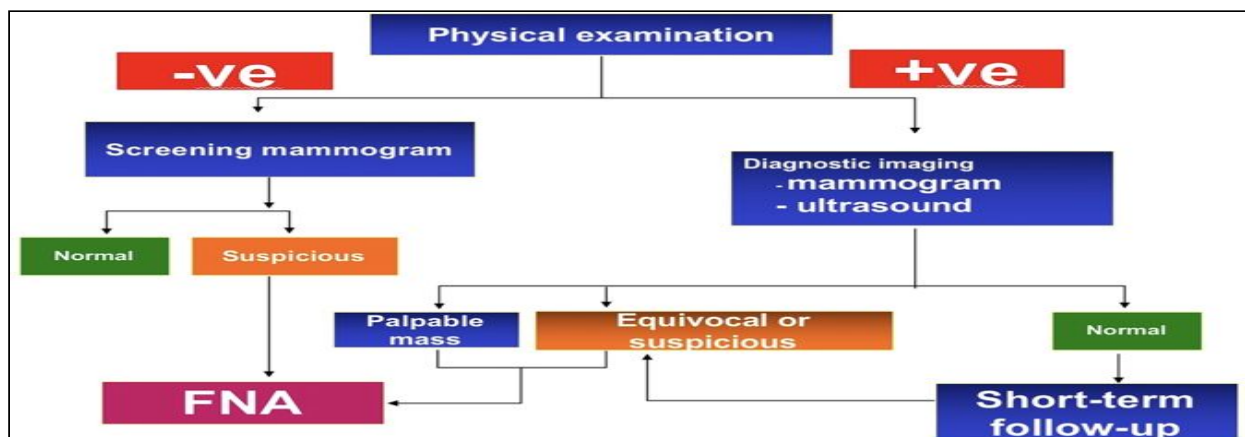 Physical examination
-ve
+ve
Screening mammogram
Diagnostic imaging
- mammogram
- ultrasound
Normal
Suspicious
Palpable
mass
Equivocal or
suspicious
Normal
FNA
Short-term
follow-up